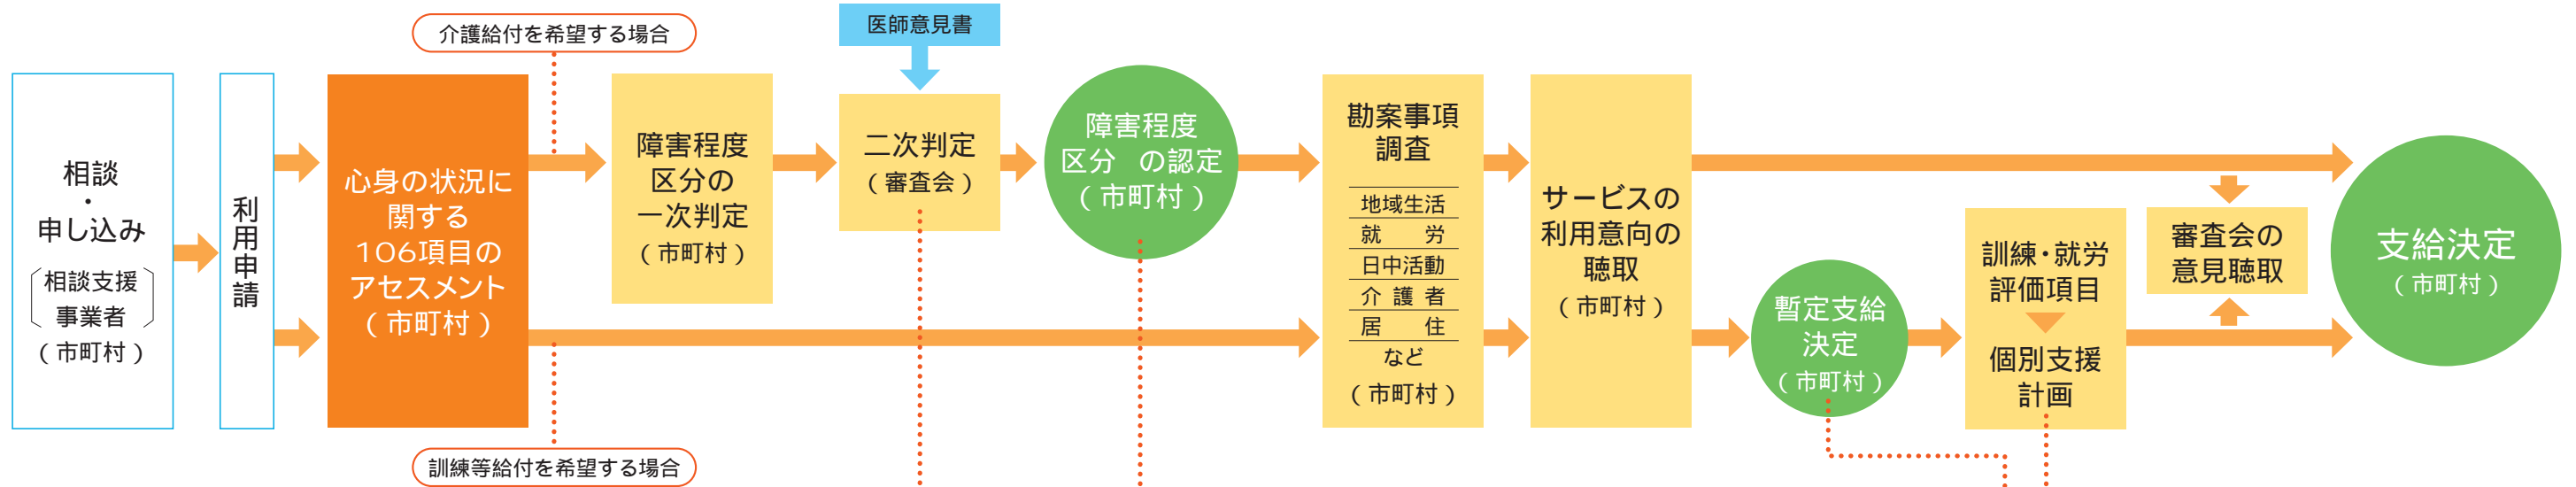 介護給付を希望する場合
医師意見書
相談
・
申し込み
相談支援
事業者
(市町村)
利用申請
心身の状況に
関する
106項目の
アセスメント
(市町村)
障害程度
区分の
一次判定
(市町村)
二次判定
(審査会)
障害程度
区分 の認定
(市町村)
勘案事項
調査
地域生活
就 労
日中活動
介 護 者
居 住
など
(市町村)
サービスの
利用意向の
聴取
(市町村)
暫定支給
決定
(市町村)
訓練・就労
評価項目
個別支援
計画
審査会の
意見聴取
支給決定
(市町村)
訓練等給付を希望する場合